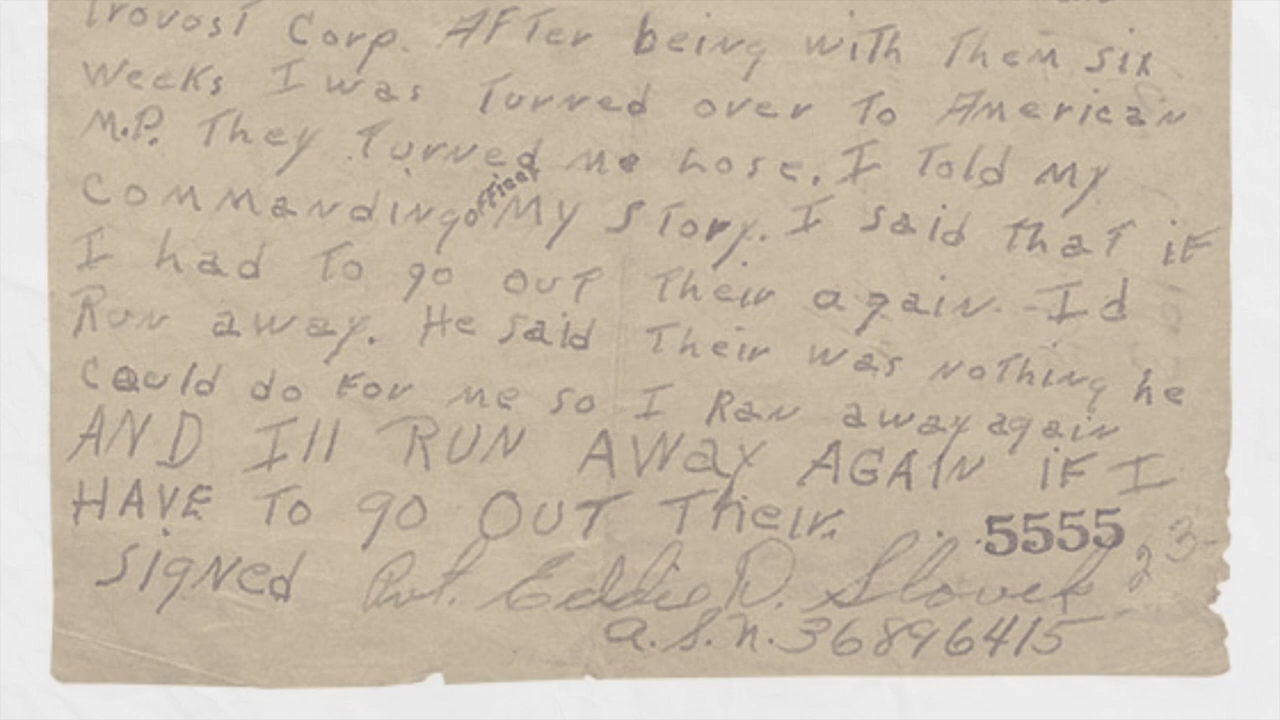 Provost Corp. After being with them six
weeks I was turned over to American
M.P. They turned me lose. I told my
commanding officer my story. I said that if
I had to go out their again Id
Run away. He said their was nothing he
could do for me so I Ran away again
AND I'll RUN AWAY AGAIN IF I
HAVE To go OUT Their.
5555
23-
signed Pvt. Eddie D. Slovik
A.S.N. 36896415